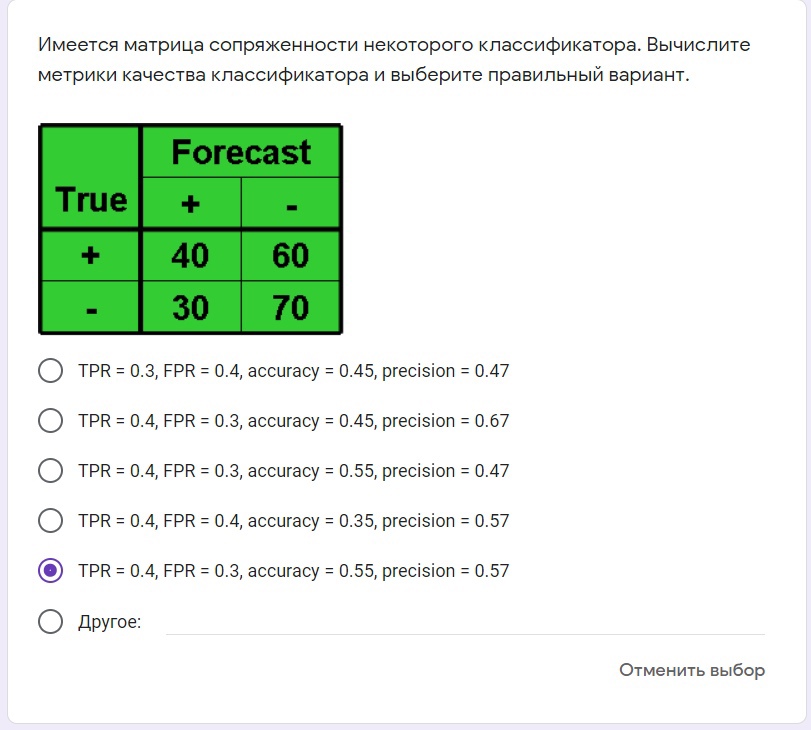 Имеется матрица сопряженности некоторого классификатора. Вычислите
метрики качества классификатора и выберите правильный вариант.
Forecast
True + -
+ 40 60
- 30 70
TPR = 0.3, FPR = 0.4, accuracy = 0.45, precision = 0.47
TPR = 0.4, FPR = 0.3, accuracy = 0.45, precision = 0.67
TPR = 0.4, FPR = 0.3, accuracy = 0.55, precision = 0.47
TPR = 0.4, FPR = 0.4, accuracy = 0.35, precision = 0.57
TPR = 0.4, FPR = 0.3, accuracy = 0.55, precision = 0.57
Другое:
Отменить выбор